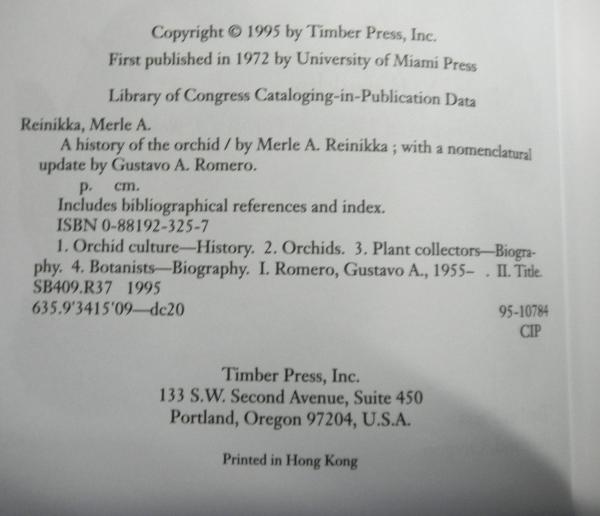 Copyright © 1995 by Timber Press, Inc.
First published in 1972 by University of Miami Press
Library of Congress Cataloging-in-Publication Data
Reinikka, Merle A.
A history of the orchid / by Merle A. Reinikka ; with a nomenclatural
update by Gustavo A. Romero.
p. cm.
Includes bibliographical references and index.
ISBN 0-88192-325-7
1. Orchid culture—History. 2. Orchids. 3. Plant collectors—Biogra-
phy. 4. Botanists—Biography. I. Romero, Gustavo A., 1955– . II. Title.
SB409.R37 1995
635.9'3415'09—dc20
95-10784
CIP
Timber Press, Inc.
133 S.W. Second Avenue, Suite 450
Portland, Oregon 97204, U.S.A.
Printed in Hong Kong